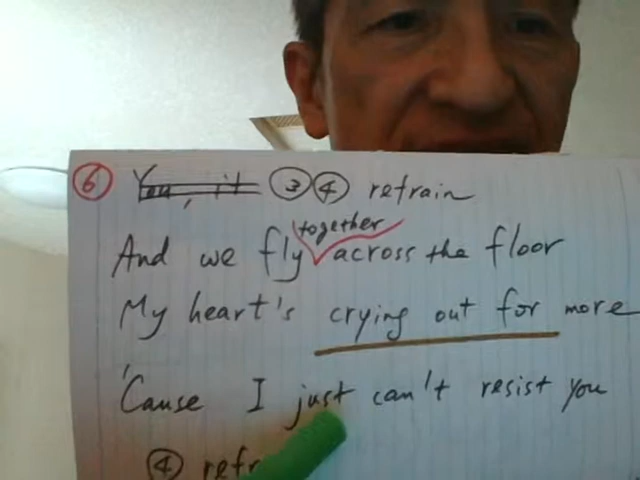 ⑥ You, it ③ ④ refrain
together
And we fly across the floor
My heart's crying out for more
'Cause I just can't resist you
④ refr